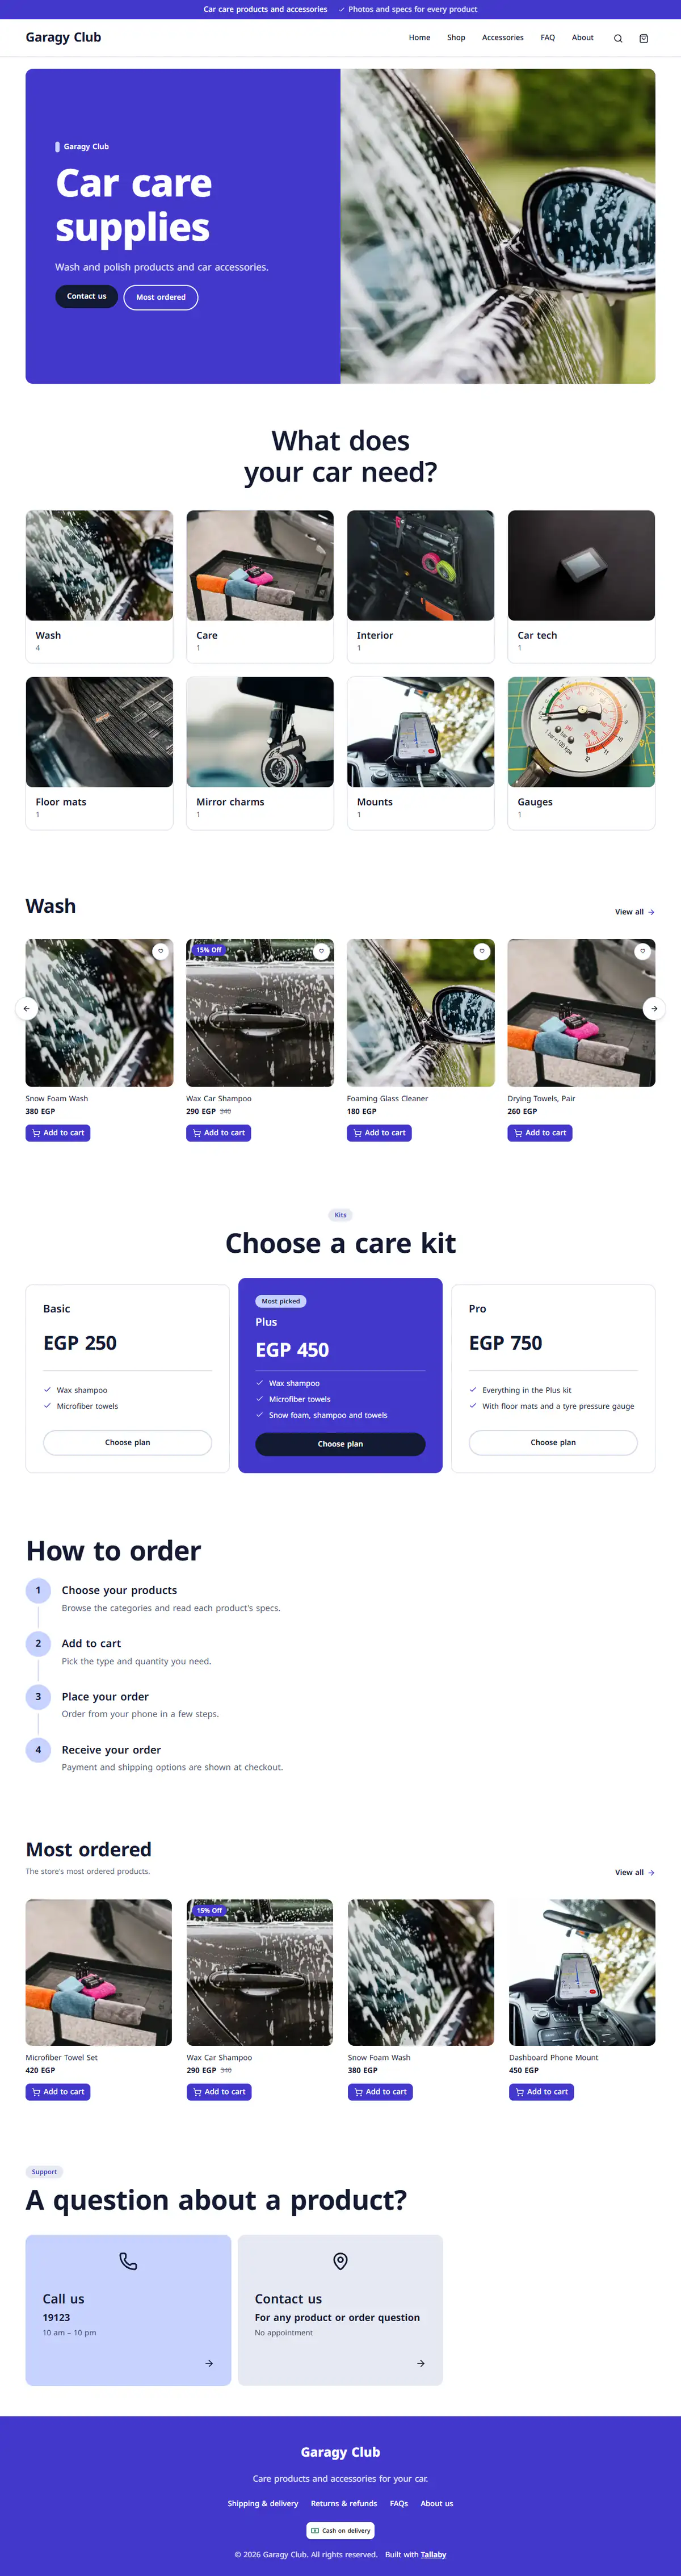 Car care products and accessories Photos and specs for every product
Garagy Club
Home Shop Accessories FAQ About
Garagy Club
Car care
supplies
Wash and polish products and car accessories.
Contact us Most ordered
What does
your car need?
Wash
4
Care
1
Interior
1
Car tech
1
Floor mats
1
Mirror charms
1
Mounts
1
Gauges
1
Wash
View all
15% Off
Snow Foam Wash
380 EGP
Add to cart
Wax Car Shampoo
290 EGP 340
Add to cart
Foaming Glass Cleaner
180 EGP
Add to cart
Drying Towels, Pair
260 EGP
Add to cart
Kits
Choose a care kit
Basic
EGP 250
Wax shampoo
Microfiber towels
Choose plan
Most picked
Plus
EGP 450
Wax shampoo
Microfiber towels
Snow foam, shampoo and towels
Choose plan
Pro
EGP 750
Everything in the Plus kit
With floor mats and a tyre pressure gauge
Choose plan
How to order
1
Choose your products
Browse the categories and read each product's specs.
2
Add to cart
Pick the type and quantity you need.
3
Place your order
Order from your phone in a few steps.
4
Receive your order
Payment and shipping options are shown at checkout.
Most ordered
The store's most ordered products.
View all
15% Off
Microfiber Towel Set
420 EGP
Add to cart
Wax Car Shampoo
290 EGP 340
Add to cart
Snow Foam Wash
380 EGP
Add to cart
Dashboard Phone Mount
450 EGP
Add to cart
Support
A question about a product?
Call us
19123
10 am – 10 pm
Contact us
For any product or order question
No appointment
Garagy Club
Care products and accessories for your car.
Shipping & delivery Returns & refunds FAQs About us
Cash on delivery
© 2026 Garagy Club. All rights reserved. Built with Tallaby